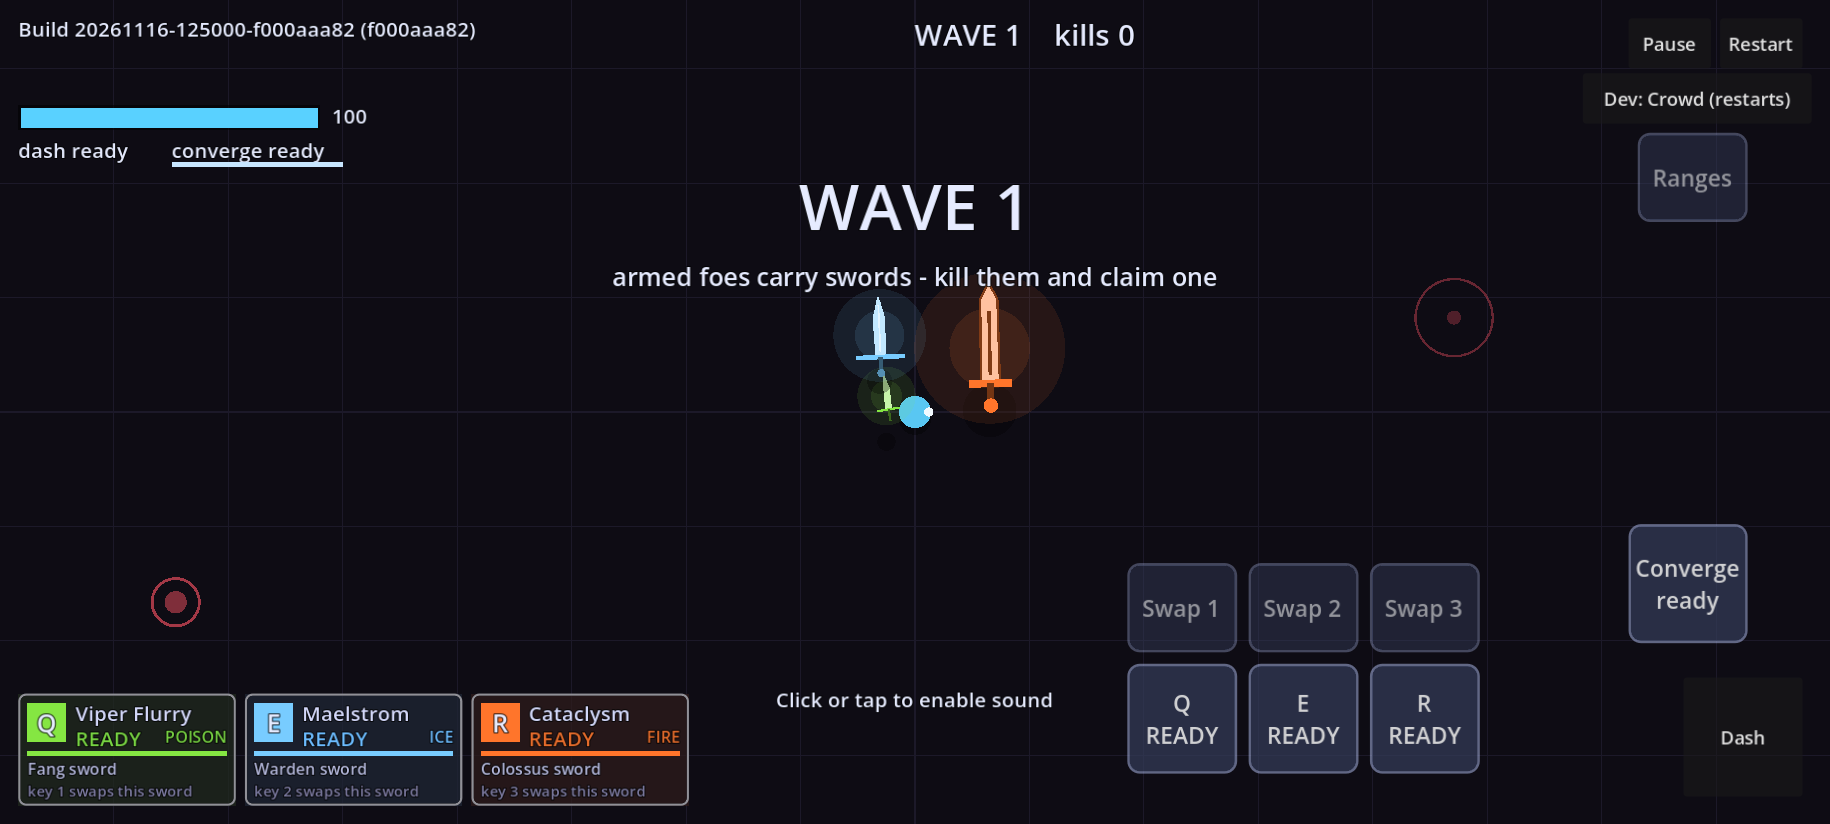 Build 20261116-125000-f000aaa82 (f000aaa82)
WAVE 1 kills 0
Pause
Restart
Dev: Crowd (restarts)
100
dash ready
converge ready
Ranges
WAVE 1
armed foes carry swords - kill them and claim one
Converge
ready
Swap 1
Swap 2
Swap 3
Q
READY
E
READY
R
READY
Dash
Click or tap to enable sound
Q
Viper Flurry
READY POISON
Fang sword
key 1 swaps this sword
E
Maelstrom
READY ICE
Warden sword
key 2 swaps this sword
R
Cataclysm
READY FIRE
Colossus sword
key 3 swaps this sword